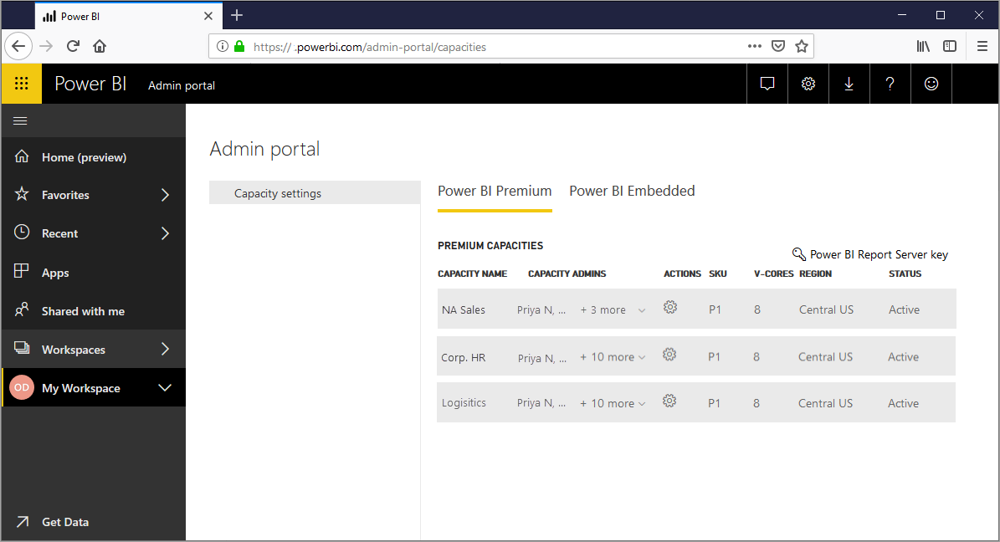 Power BI
https:// .powerbi.com/admin-portal/capacities
Power BI Admin portal
Home (preview)
Favorites
Recent
Apps
Shared with me
Workspaces
OD My Workspace
Get Data
Admin portal
Capacity settings
Power BI Premium Power BI Embedded
PREMIUM CAPACITIES
Power BI Report Server key
CAPACITY NAME CAPACITY ADMINS ACTIONS SKU V-CORES REGION STATUS
NA Sales Priya N, ... + 3 more P1 8 Central US Active
Corp. HR Priya N, ... + 10 more P1 8 Central US Active
Logisitics Priya N, ... + 10 more P1 8 Central US Active